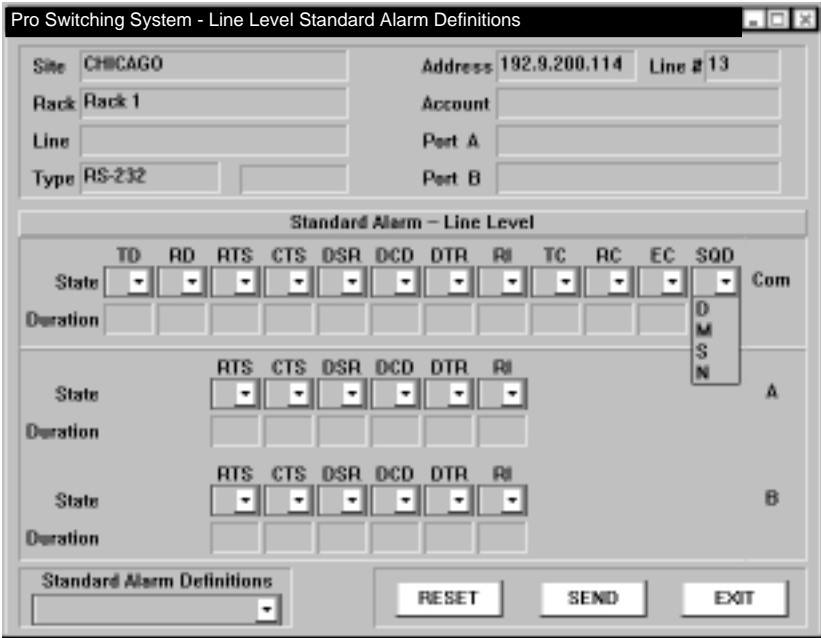 Pro Switching System - Line Level Standard Alarm Definitions
Site CHICAGO Address 192.9.200.114 Line # 13
Rack Rack 1 Account
Line Port A
Type RS-232 Port B
Standard Alarm – Line Level
TD RD RTS CTS DSR DCD DTR RI TC RC EC SQD
State Com
Duration D
M
S
N
RTS CTS DSR DCD DTR RI
State A
Duration
RTS CTS DSR DCD DTR RI
State B
Duration
Standard Alarm Definitions
RESET SEND EXIT